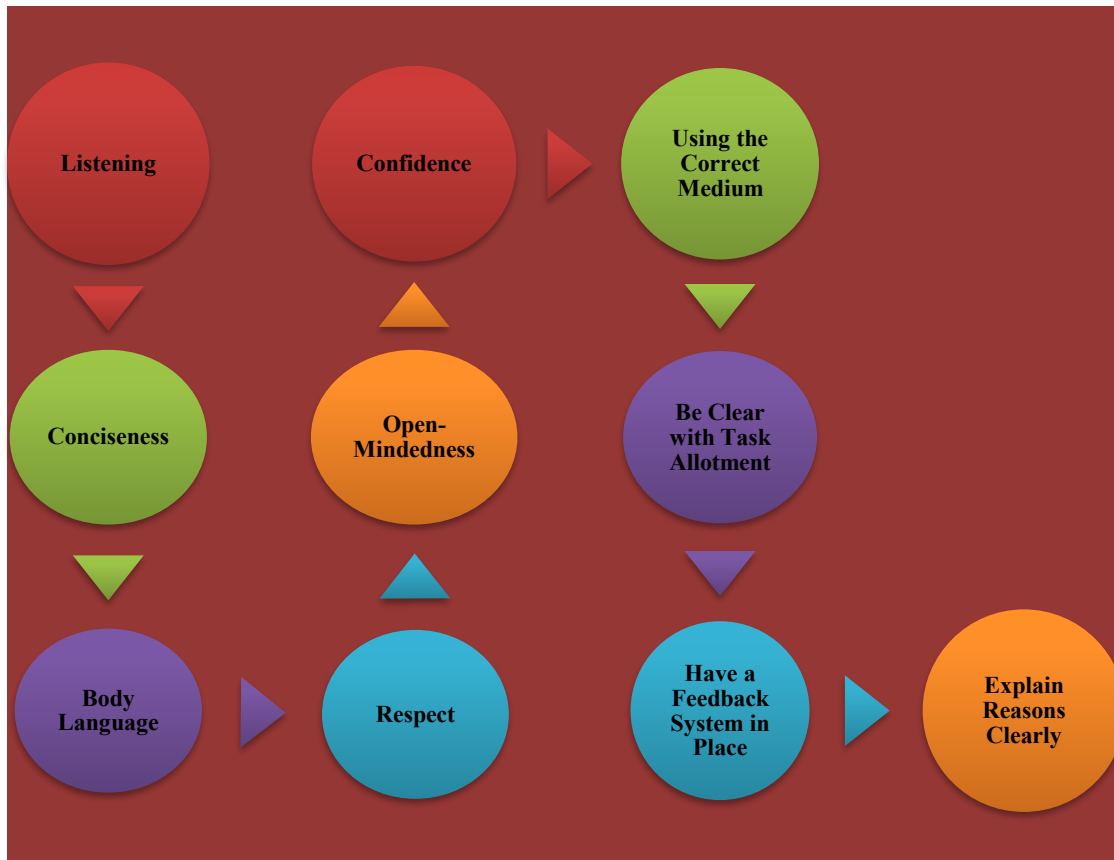 Listening
Conciseness
Body
Language
Respect
Open-
Mindedness
Confidence
Using the
Correct
Medium
Be Clear
with Task
Allotment
Have a
Feedback
System in
Place
Explain
Reasons
Clearly